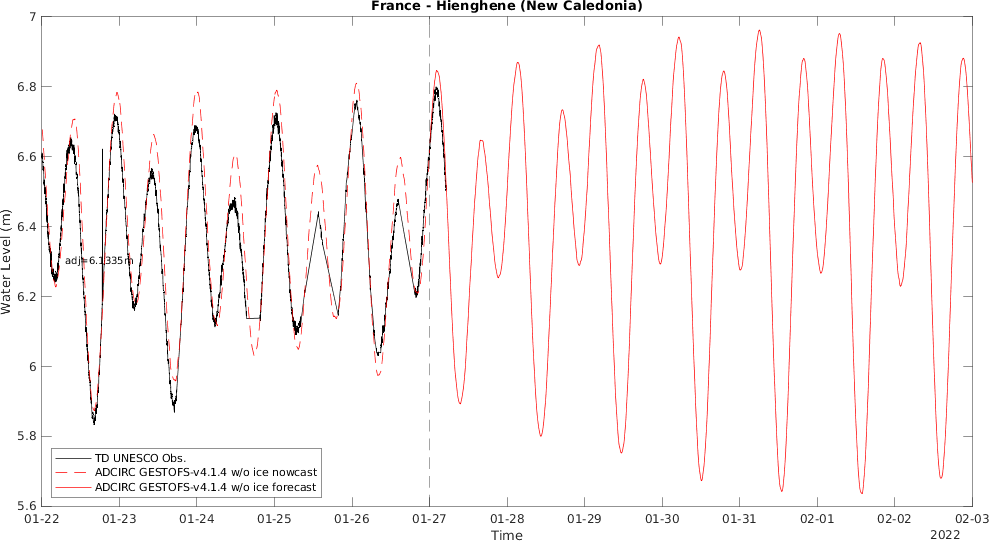 France - Hienghene (New Caledonia)
7
6.8
6.6
6.4
6.2
6
5.8
5.6
Water Level (m)
adj=6.1335m
TD UNESCO Obs.
ADCIRC GESTOFS-v4.1.4 w/o ice nowcast
ADCIRC GESTOFS-v4.1.4 w/o ice forecast
01-22 01-23 01-24 01-25 01-26 01-27 01-28 01-29 01-30 01-31 02-01 02-02 02-03
Time
2022